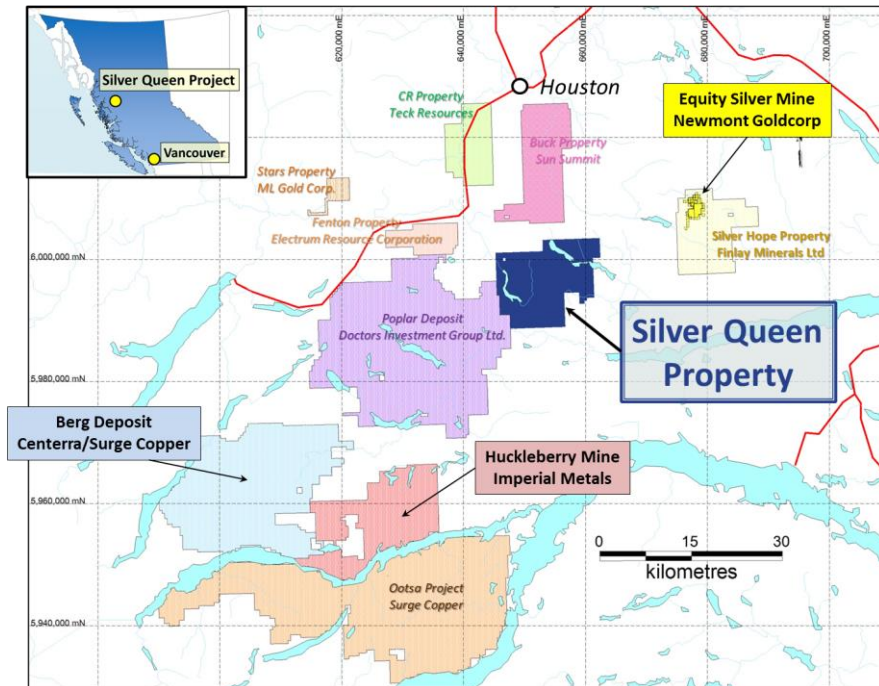 Silver Queen Project
Vancouver
620,000 mE
640,000 mE
660,000 mE
680,000 mE
700,000 mE
Houston
CR Property
Teck Resources
Equity Silver Mine
Newmont Goldcorp
Buck Property
Sun Summit
Stars Property
ML Gold Corp.
Fenton Property
Electrum Resource Corporation
Silver Hope Property
Finlay Minerals Ltd
6,000,000 mN
Poplar Deposit
Doctors Investment Group Ltd.
Silver Queen
Property
5,980,000 mN
Berg Deposit
Centerra/Surge Copper
Huckleberry Mine
Imperial Metals
5,960,000 mN
0 15 30
kilometres
Ootsa Project
Surge Copper
5,940,000 mN